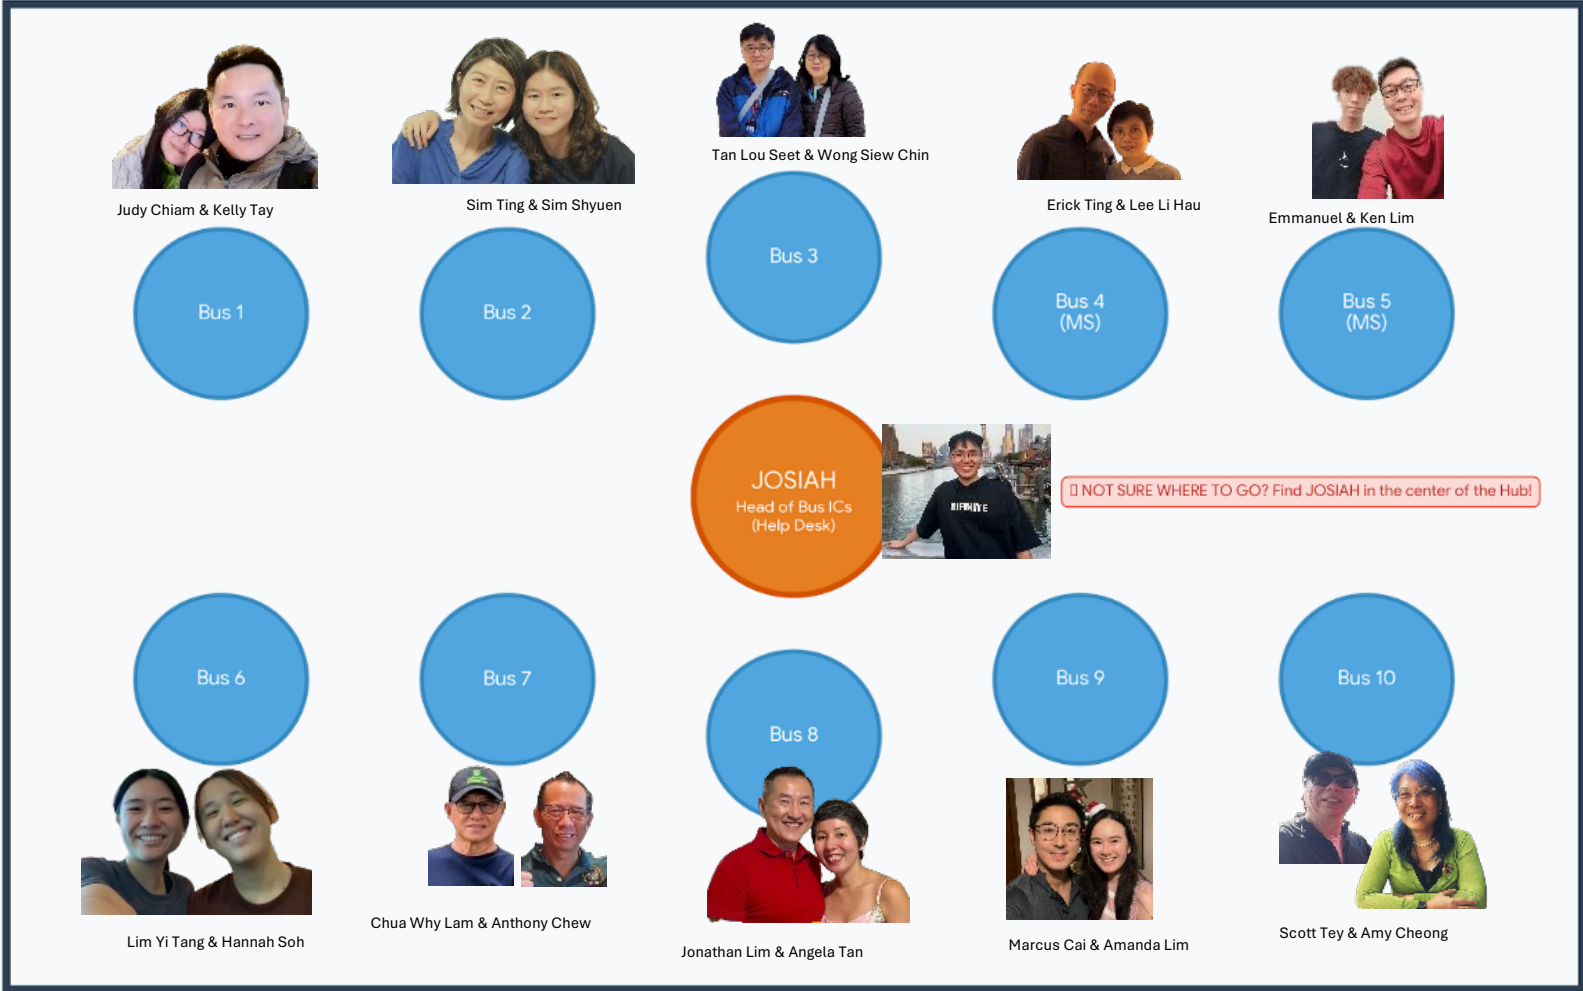 Tan Lou Seet & Wong Siew Chin
Judy Chiam & Kelly Tay
Sim Ting & Sim Shyuen
Erick Ting & Lee Li Hau
Emmanuel & Ken Lim
Bus 1
Bus 2
Bus 3
Bus 4
(MS)
Bus 5
(MS)
JOSIAH
Head of Bus ICs
(Help Desk)
NOT SURE WHERE TO GO? Find JOSIAH in the center of the Hub!
Bus 6
Bus 7
Bus 8
Bus 9
Bus 10
Lim Yi Tang & Hannah Soh
Chua Why Lam & Anthony Chew
Jonathan Lim & Angela Tan
Marcus Cai & Amanda Lim
Scott Tey & Amy Cheong